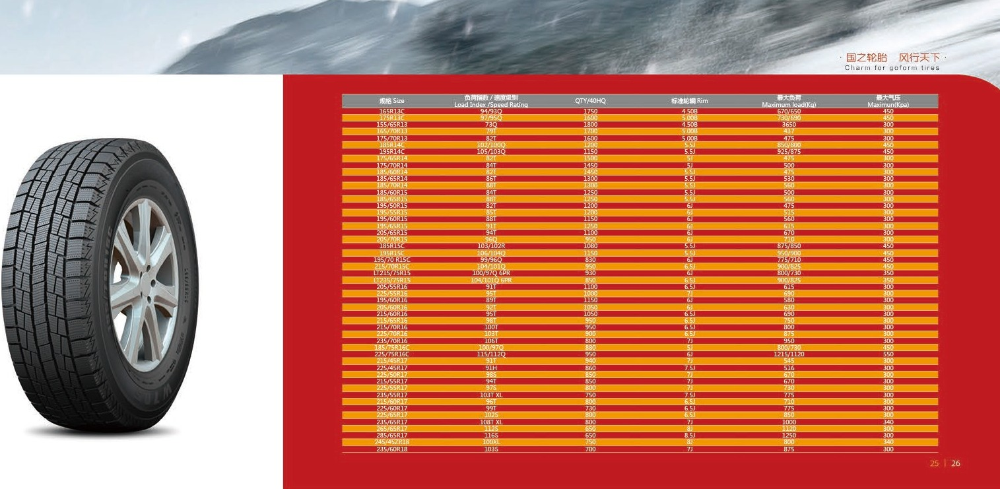 · 国之轮胎 风行天下 ·
Charm for goform tires
规格 Size 负荷指数 / 速度级别 Load Index /Speed Rating QTY/40HQ 标准轮辋 Rim 最大负荷 Maximum load(Kg) 最大气压 Maximun(Kpa)
165R13C 94/93Q 1750 4.50B 670/650 450
175R13C 97/95Q 1600 5.00B 730/690 450
155/65R13 73Q 1800 4.50B 3650 300
165/70R13 79T 1700 5.00B 437 300
175/70R13 82T 1600 5.00B 475 300
185R14C 102/100Q 1200 5.5J 850/800 450
195R14C 105/103Q 1150 5.5J 925/875 450
175/65R14 82T 1500 5J 475 300
175/70R14 84T 1450 5J 500 300
185/60R14 82T 1450 5.5J 475 300
185/65R14 86T 1300 5.5J 530 300
185/70R14 88T 1300 5.5J 560 300
185/60R15 84T 1250 5.5J 500 300
185/65R15 88T 1250 5.5J 560 300
195/50R15 82T 1200 6J 475 300
195/55R15 85T 1200 6J 515 300
195/60R15 88T 1150 6J 560 300
195/65R15 91T 1250 6J 615 300
205/65R15 94T 1100 6J 670 300
205/70R15 96Q 950 6J 710 300
185R15C 103/102R 1080 5.5J 875/850 450
195R15C 106/104Q 1150 5.5J 950/900 450
195/70 R15C 99/96Q 830 6J 775/710 450
215/70R15C 104/101Q 950 6.5J 900/825 450
LT215/75R15 100/97Q 6PR 930 6J 800/730 350
LT235/75R15 104/101Q 6PR 850 6.5J 900/825 350
205/55R16 91T 1100 6.5J 615 300
225/55R16 95T 1000 7J 690 300
195/60R16 89T 1150 6J 580 300
205/60R16 92T 1050 6J 630 300
215/60R16 95T 1050 6.5J 690 300
215/65R16 98T 950 6.5J 750 300
215/70R16 100T 950 6.5J 800 300
225/70R16 103T 900 6.5J 875 300
235/70R16 106T 800 7J 950 300
185/75R16C 100/97Q 880 5J 800/730 450
225/75R16C 115/112Q 950 6J 1215/1120 550
215/45R17 91T 940 7J 545 300
225/45R17 91H 860 7.5J 516 300
225/50R17 98S 850 7J 670 300
215/55R17 94T 850 7J 670 300
225/55R17 97S 800 7J 730 300
235/55R17 103T XL 750 7.5J 775 300
215/60R17 96T 800 6.5J 710 300
225/60R17 99T 730 6.5J 775 300
225/65R17 102S 800 6.5J 850 300
235/65R17 108T XL 800 7J 1000 340
265/65R17 112S 650 8J 1120 300
285/65R17 116S 650 8.5J 1250 300
245/45ZR18 100XL 750 8J 800 340
235/60R18 103S 700 7J 875 300
25 | 26